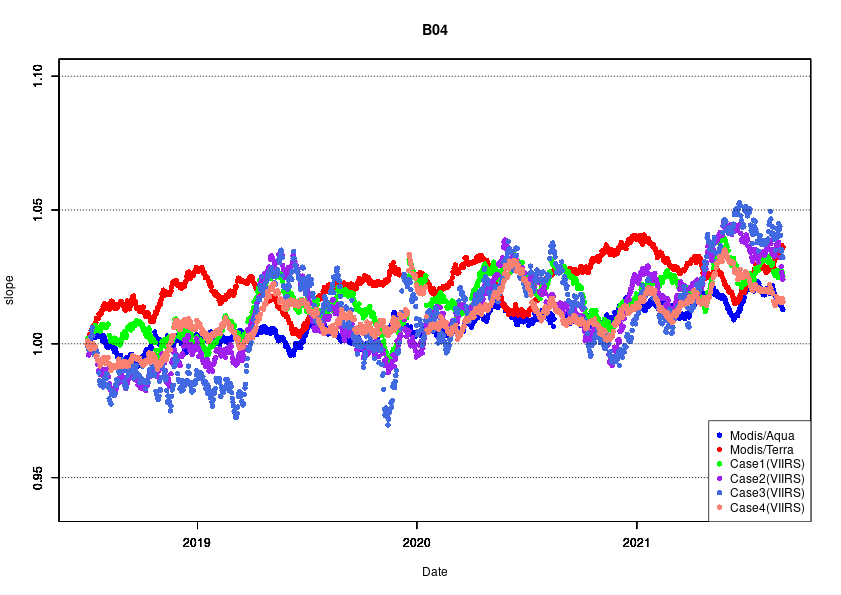 B04
slope
1.10
1.05
1.00
0.95
2019
2020
2021
Date
Modis/Aqua
Modis/Terra
Case1(VIIRS)
Case2(VIIRS)
Case3(VIIRS)
Case4(VIIRS)